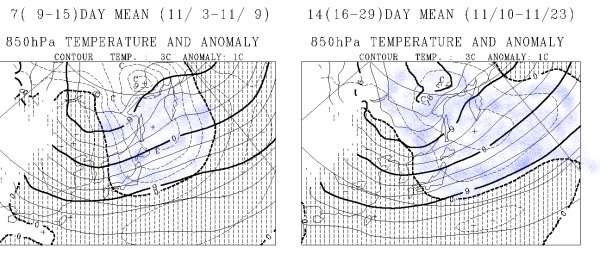 7( 9-15)DAY MEAN (11/ 3-11/ 9)
850hPa TEMPERATURE AND ANOMALY
CONTOUR TEMP. : 3C ANOMALY: 1C
14(16-29)DAY MEAN (11/10-11/23)
850hPa TEMPERATURE AND ANOMALY
CONTOUR TEMP. : 3C ANOMALY: 1C